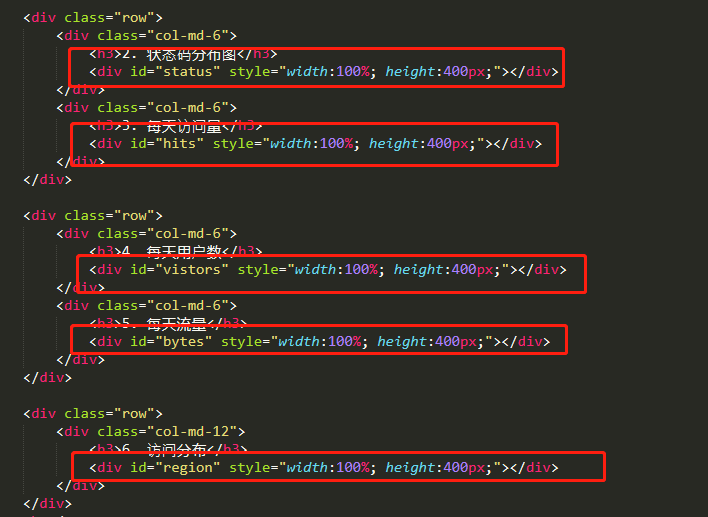 <div class="row">
<div class="col-md-6">
<h3>2. 状态码分布图</h3>
<div id="status" style="width:100%; height:400px;"></div>
</div>
<div class="col-md-6">
<h3>3. 每天访问量</h3>
<div id="hits" style="width:100%; height:400px;"></div>
</div>
</div>
<div class="row">
<div class="col-md-6">
<h3>4. 每天用户数</h3>
<div id="vistors" style="width:100%; height:400px;"></div>
</div>
<div class="col-md-6">
<h3>5. 每天流量</h3>
<div id="bytes" style="width:100%; height:400px;"></div>
</div>
</div>
<div class="row">
<div class="col-md-12">
<h3>6. 访问分布</h3>
<div id="region" style="width:100%; height:400px;"></div>
</div>
</div>